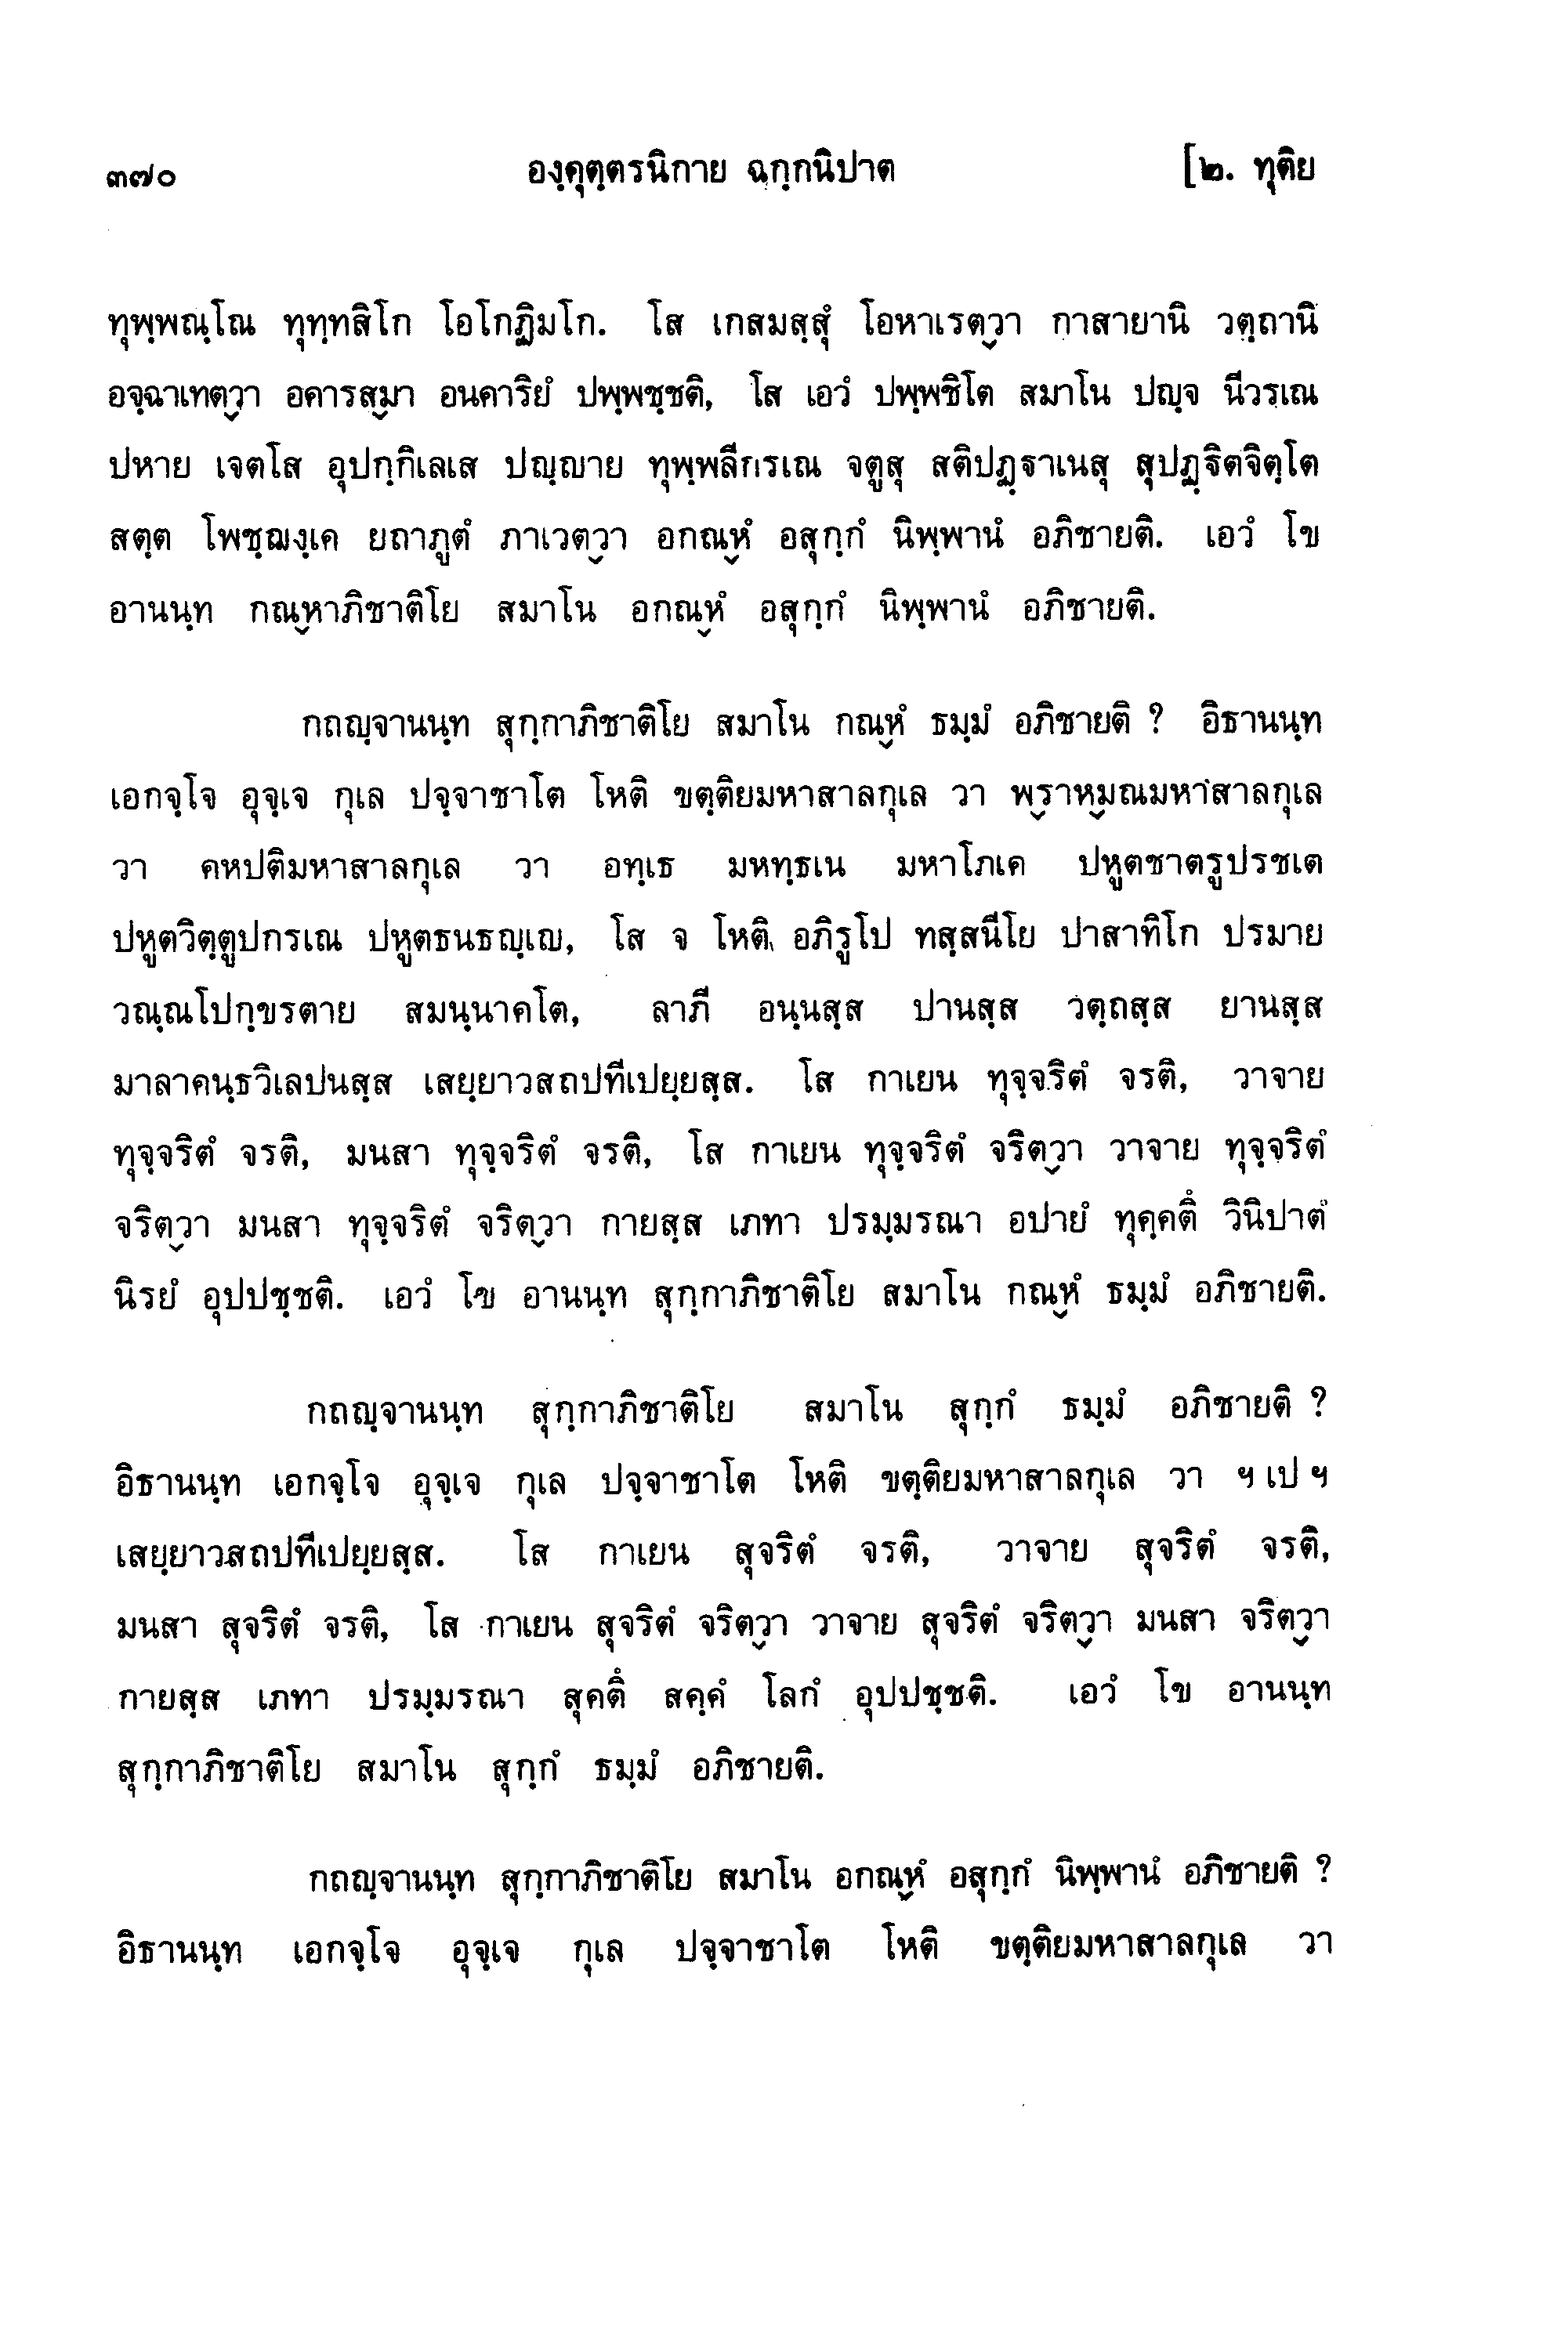 ๓๗๐ องฺคุตฺตรนิกาย ฉกฺกนิปาต [๒. ทุติย
ทุพฺพณฺโณ ทุทฺทสิโก โอโกฏิมโก. โส เกสมสฺสุํ โอหาเรตฺวา กาสายานิ วตฺถานิ
อจฺฉาเทตฺวา อคารสฺมา อนคาริยํ ปพฺพชฺชติ, โส เอวํ ปพฺพชิโต สมาโน ปญฺจ นีวรเณ
ปหาย เจตโส อุปกฺกิเลเส ปญฺญาย ทุพฺพลีกรเณ จตูสุ สติปฏฺฐาเนสุ สุปฏฺฐิตจิตฺโต
สตฺต โพชฺฌงฺเค ยถาภูตํ ภาเวตฺวา อกณฺหํ อสุกฺกํ นิพฺพานํ อภิชายติ. เอวํ โข
อานนฺท กณฺหาภิชาติโย สมาโน อกณฺหํ อสุกฺกํ นิพฺพานํ อภิชายติ.
กถญฺจานนฺท สุกฺกาภิชาติโย สมาโน กณฺหํ ธมฺมํ อภิชายติ ? อิธานนฺท
เอกจฺโจ อุจฺเจ กุเล ปจฺจาชาโต โหติ ขตฺติยมหาสาลกุเล วา พฺราหฺมณมหาสาลกุเล
วา คหปติมหาสาลกุเล วา อทฺเธ มหทฺธเน มหาโภเค ปหูตชาตรูปรชเต
ปหูตวิตฺตูปกรเณ ปหูตธนธญฺเญ, โส จ โหติ อภิรูโป ทสฺสนีโย ปาสาทิโก ปรมาย
วณฺณโปกฺขรตาย สมนฺนาคโต, ลาภี อนฺนสฺส ปานสฺส วตฺถสฺส ยานสฺส
มาลาคนฺธวิเลปนสฺส เสยฺยาวสถปทีเปยฺยสฺส. โส กาเยน ทุจฺจริตํ จรติ, วาจาย
ทุจฺจริตํ จรติ, มนสา ทุจฺจริตํ จรติ, โส กาเยน ทุจฺจริตํ จริตฺวา วาจาย ทุจฺจริตํ
จริตฺวา มนสา ทุจฺจริตํ จริตฺวา กายสฺส เภทา ปรมฺมรณา อปายํ ทุคฺคตึ วินิปาตํ
นิรยํ อุปปชฺชติ. เอวํ โข อานนฺท สุกฺกาภิชาติโย สมาโน กณฺหํ ธมฺมํ อภิชายติ.
กถญฺจานนฺท สุกฺกาภิชาติโย สมาโน สุกฺกํ ธมฺมํ อภิชายติ ?
อิธานนฺท เอกจฺโจ อุจฺเจ กุเล ปจฺจาชาโต โหติ ขตฺติยมหาสาลกุเล วา ฯ เป ฯ
เสยฺยาวสถปทีเปยฺยสฺส. โส กาเยน สุจริตํ จรติ, วาจาย สุจริตํ จรติ,
มนสา สุจริตํ จรติ, โส กาเยน สุจริตํ จริตฺวา วาจาย สุจริตํ จริตฺวา มนสา จริตฺวา
กายสฺส เภทา ปรมฺมรณา สุคตึ สคฺคํ โลกํ อุปปชฺชติ. เอวํ โข อานนฺท
สุกฺกาภิชาติโย สมาโน สุกฺกํ ธมฺมํ อภิชายติ.
กถญฺจานนฺท สุกฺกาภิชาติโย สมาโน อกณฺหํ อสุกฺกํ นิพฺพานํ อภิชายติ ?
อิธานนฺท เอกจฺโจ อุจฺเจ กุเล ปจฺจาชาโต โหติ ขตฺติยมหาสาลกุเล วา